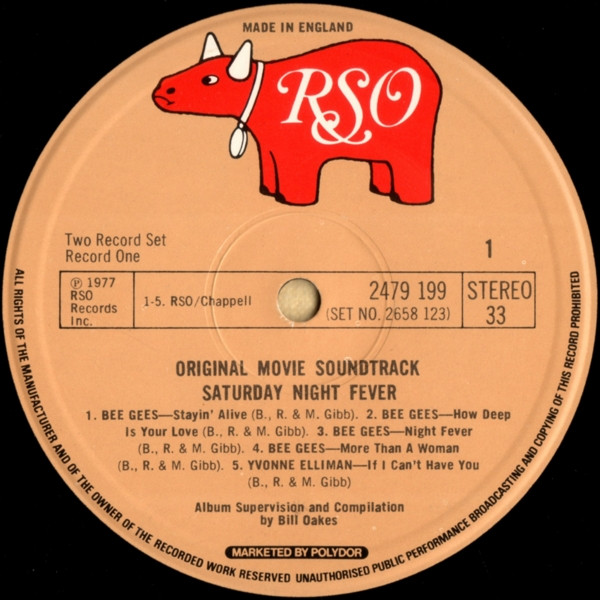 MADE IN ENGLAND
RSO
Two Record Set
Record One
1
Ⓟ 1977
RSO
Records
Inc.
1-5. RSO/Chappell
2479 199
(SET NO. 2658 123)
STEREO
33
ORIGINAL MOVIE SOUNDTRACK
SATURDAY NIGHT FEVER
1. BEE GEES—Stayin' Alive (B., R. & M. Gibb). 2. BEE GEES—How Deep
Is Your Love (B., R. & M. Gibb). 3. BEE GEES—Night Fever
(B., R. & M. Gibb). 4. BEE GEES—More Than A Woman
(B., R. & M. Gibb). 5. YVONNE ELLIMAN—If I Can't Have You
(B., R. & M. Gibb)
Album Supervision and Compilation
by Bill Oakes
MARKETED BY POLYDOR
ALL RIGHTS OF THE MANUFACTURER AND OF THE OWNER OF THE RECORDED WORK RESERVED UNAUTHORISED PUBLIC PERFORMANCE BROADCASTING AND COPYING OF THIS RECORD PROHIBITED